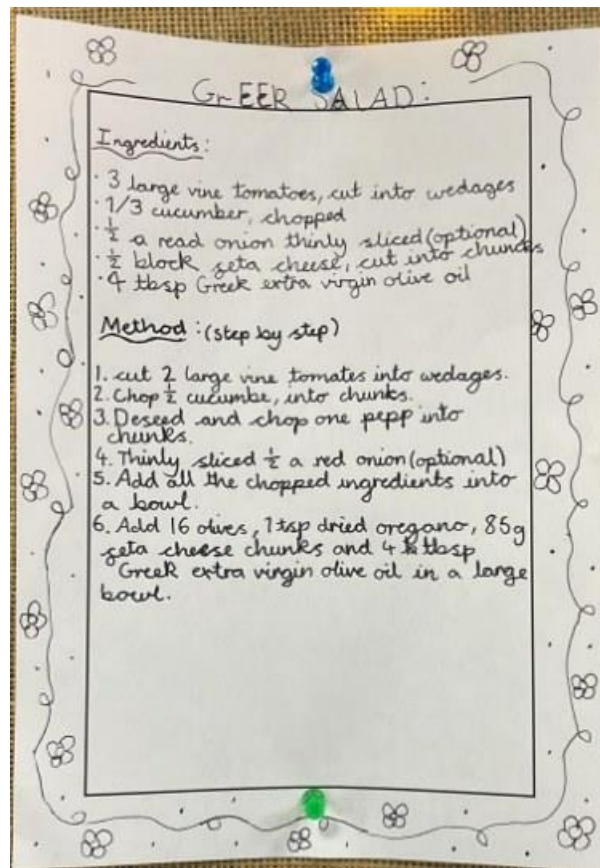 GrEEK SALAD:
Ingredients:
· 3 large vine tomatoes, cut into wedages
· 1/3 cucumber, chopped
· ½ a read onion thinly sliced (optional)
· ½ block feta cheese, cut into chunckes
· 4 tbsp Greek extra virgin olive oil
Method: (step by step)
1. cut 2 large vine tomates into wedages.
2. Chop ½ cucumbe, into chunks.
3. Deseed and chop one pepp into
chunks.
4. Thinly sliced ½ a red onion (optional)
5. Add all the chopped ingredients into
a bowl.
6. Add 16 olives, 1 tsp dried oregano, 85g
feta cheese chunks and 4 tbsp
Greek extra virgin olive oil in a large
bowl.